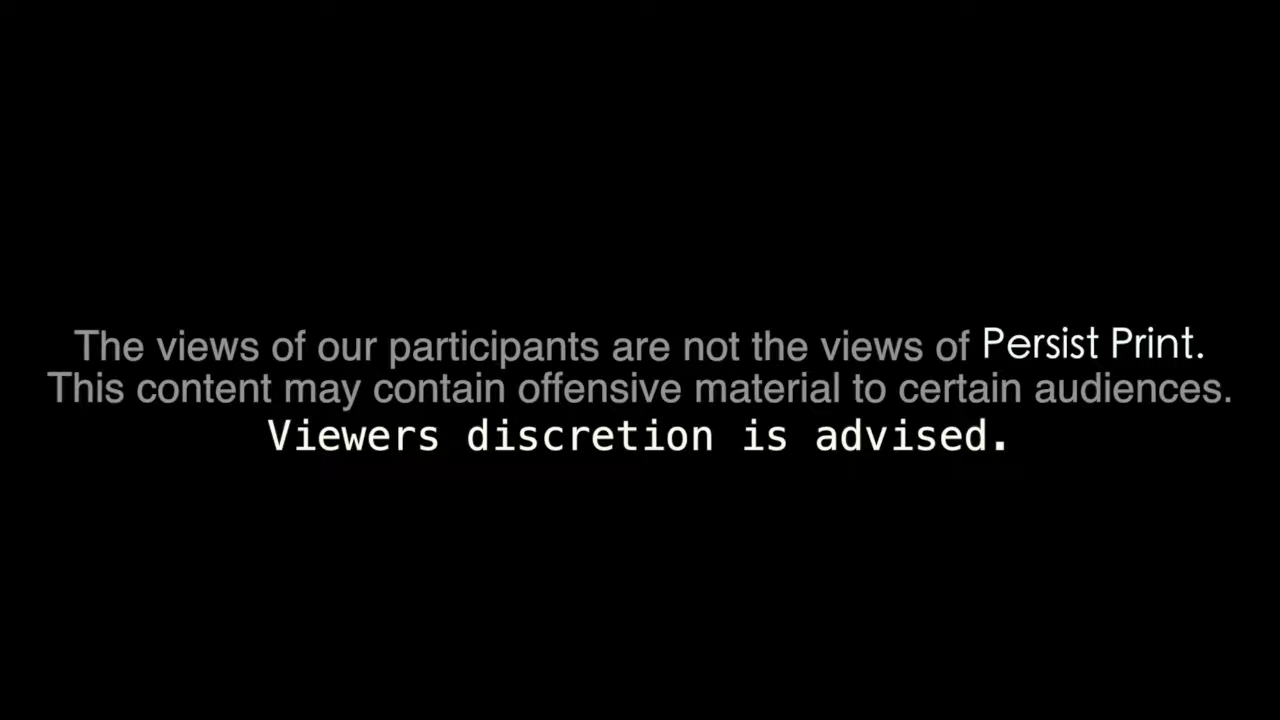 The views of our participants are not the views of Persist Print.
This content may contain offensive material to certain audiences.
Viewers discretion is advised.